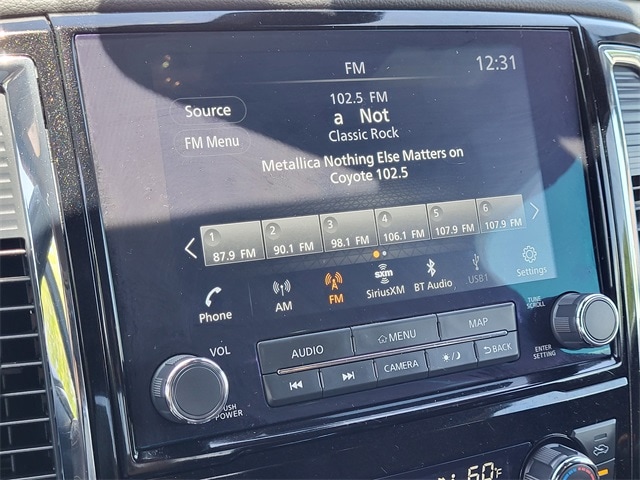 FM
12:31
Source
FM Menu
102.5 FM
a Not
Classic Rock
Metallica Nothing Else Matters on
Coyote 102.5
1 2 3 4 5 6
87.9 FM 90.1 FM 98.1 FM 106.1 FM 107.9 FM 107.9 FM
Phone
AM
FM
sxm
SiriusXM
BT Audio
USB1
Settings
VOL
PUSH
POWER
AUDIO
MENU
MAP
CAMERA
BACK
TUNE
SCROLL
ENTER
SETTING
60°F